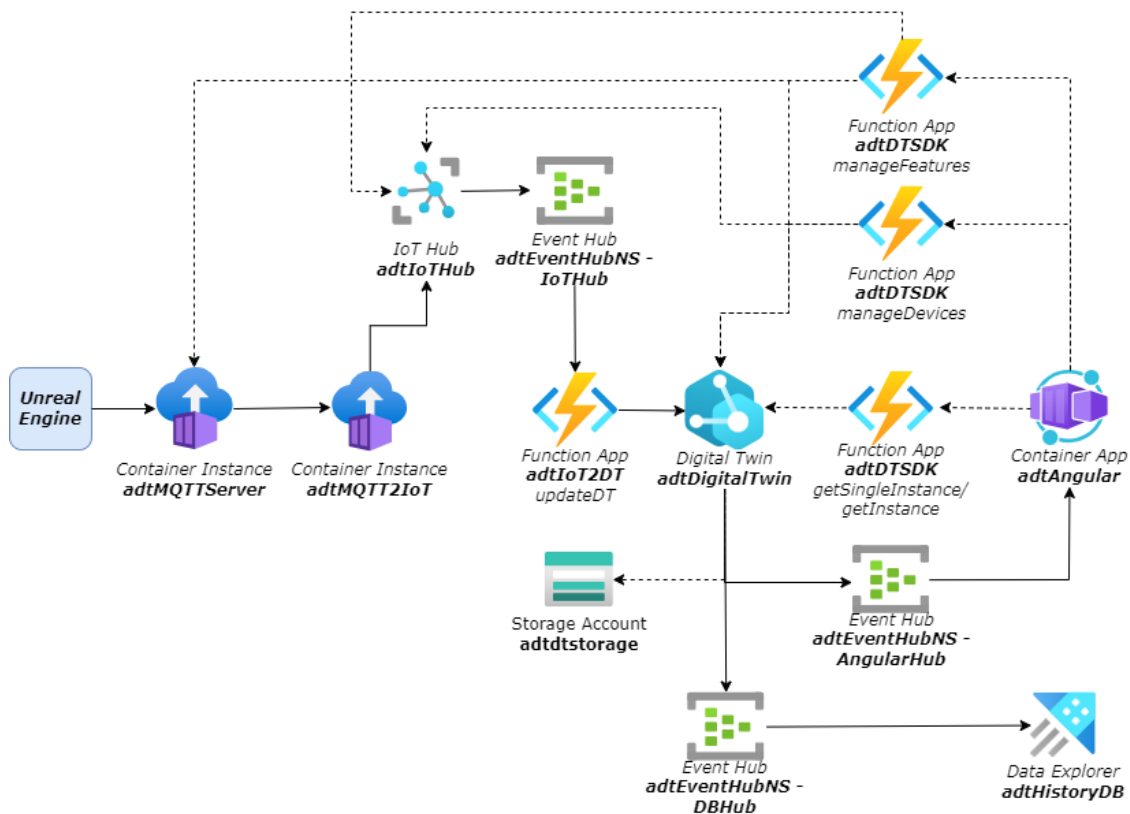 Function App
adtDTSDK
manageFeatures
IoT Hub
adtIoTHub
Event Hub
adtEventHubNS -
IoTHub
Function App
adtDTSDK
manageDevices
Unreal
Engine
Container Instance
adtMQTTServer
Container Instance
adtMQTT2IoT
Function App
adtIoT2DT
updateDT
Digital Twin
adtDigitalTwin
Function App
adtDTSDK
getSingleInstance/
getInstance
Container App
adtAngular
Storage Account
adtdtstorage
Event Hub
adtEventHubNS -
AngularHub
Event Hub
adtEventHubNS -
DBHub
Data Explorer
adtHistoryDB